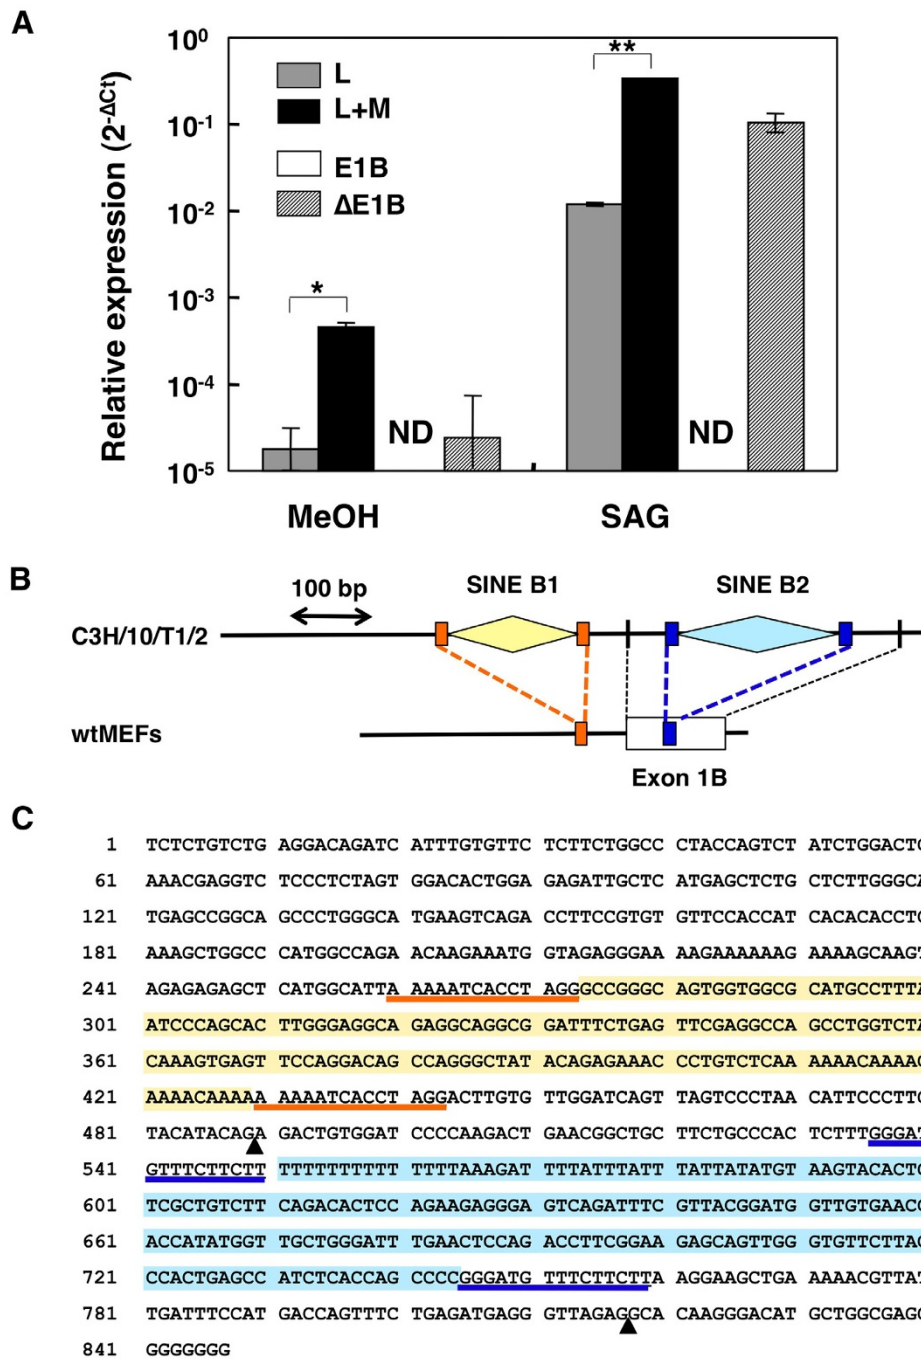 A
Relative expression (2^-ΔCt)
10^0
10^-1
10^-2
10^-3
10^-4
10^-5
L
L+M
E1B
ΔE1B
*
**
ND
ND
MeOH
SAG
B
100 bp
SINE B1
SINE B2
C3H/10/T1/2
wtMEFs
Exon 1B
C
1 TCTCTGTCTG AGGACAGATC ATTTGTGTTC TCTTCTGGCC CTACCAGTCT ATCTGGACTC
61 AAACGAGGTC TCCCTCTAGT GGACACTGGA GAGATTGCTC ATGAGCTCTG CTCTTGGGCA
121 TGAGCCGGCA GCCCTGGGCA TGAAGTCAGA CCTTCCGTGT GTTCCACCAT CACACACCTG
181 AAAGCTGGCC CATGGCCAGA ACAAGAAATG GTAGAGGGAA AAGAAAAAAG AAAAGCAAGT
241 AGAGAGAGCT CATGGCATTA AAAATCACCT AGGGCCGGGC AGTGGTGGCG CATGCCTTTA
301 ATCCCAGCAC TTGGGAGGCA GAGGCAGGCG GATTTCTGAG TTCGAGGCCA GCCTGGTCTA
361 CAAAGTGAGT TCCAGGACAG CCAGGGCTAT ACAGAGAAAC CCTGTCTCAA AAAACAAAAC
421 AAAACAAAAA AAAATCACCT AGGACTTGTG TTGGATCAGT TAGTCCCTAA CATTCCCTTC
481 TACATACAGA GACTGTGGAT CCCCAAGACT GAACGGCTGC TTCTGCCCAC TCTTTGGGAT
541 GTTTCTTCTT TTTTTTTTTT TTTTAAAGAT TTTATTTATT TATTATATGT AAGTACACTC
601 TCGCTGTCTT CAGACACTCC AGAAGAGGGA GTCAGATTTC GTTACGGATG GTTGTGAACC
661 ACCATATGGT TGCTGGGATT TGAACTCCAG ACCTTCGGAA GAGCAGTTGG GTGTTCTTAC
721 CCACTGAGCC ATCTCACCAG CCCCGGGATG TTTCTTCTTA AGGAAGCTGA AAAACGTTAT
781 TGATTTCCAT GACCAGTTTC TGAGATGAGG GTTAGAGGCA CAAGGGACAT GCTGGCGAGC
841 GGGGGGG